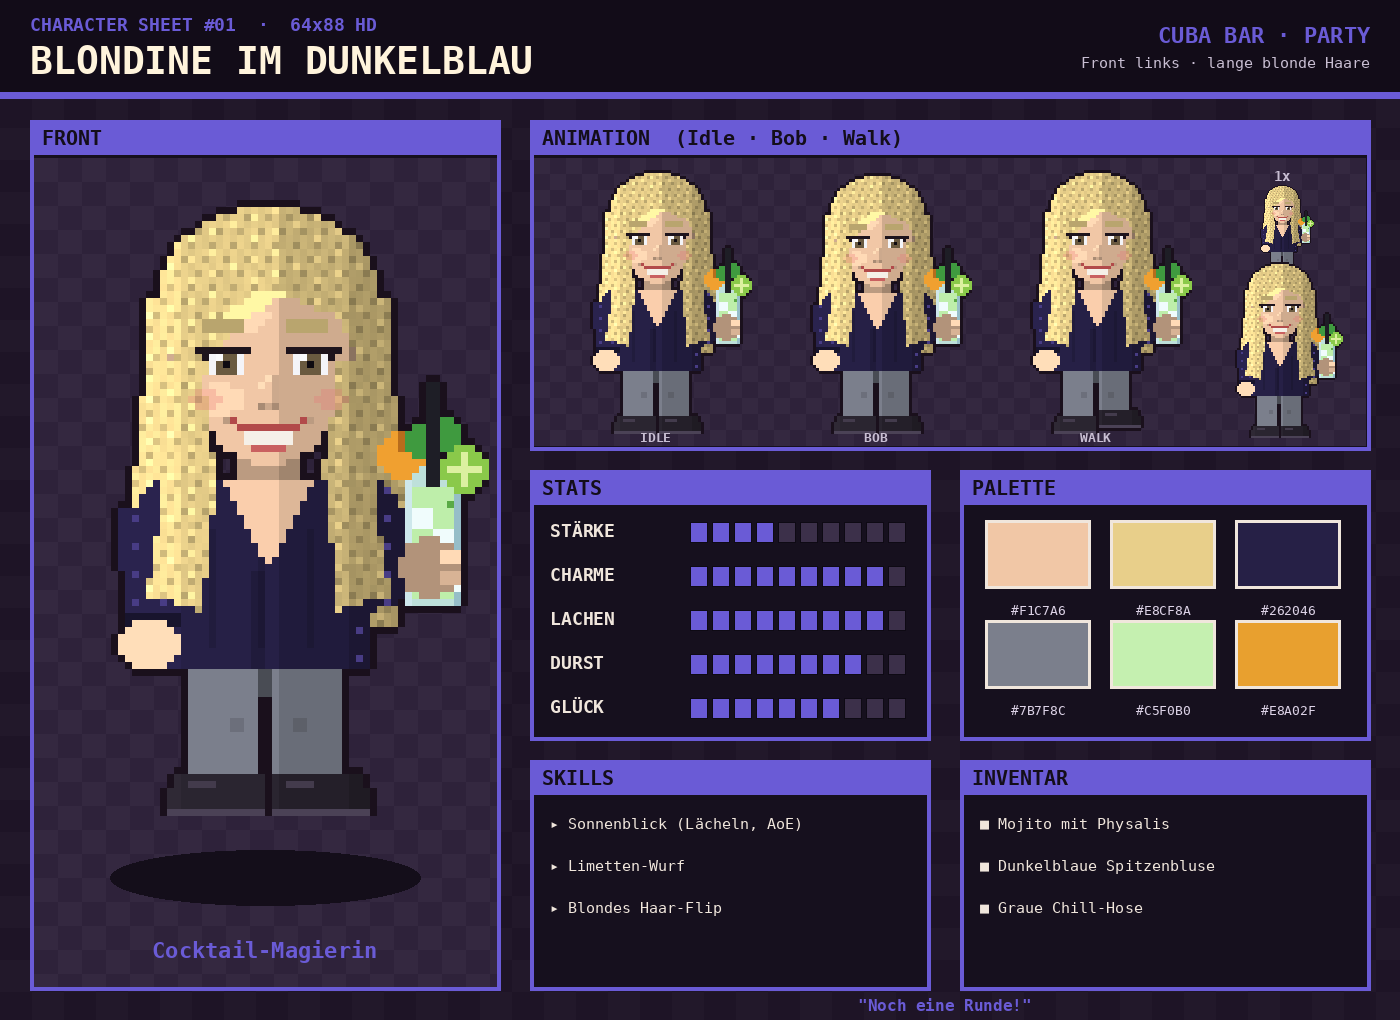 CHARACTER SHEET #01 · 64x88 HD
BLONDINE IM DUNKELBLAU
CUBA BAR · PARTY
Front links · lange blonde Haare
FRONT
Cocktail-Magierin
ANIMATION (Idle · Bob · Walk)
1x
IDLE
BOB
WALK
STATS
STÄRKE
CHARME
LACHEN
DURST
GLÜCK
PALETTE
#F1C7A6
#E8CF8A
#262046
#7B7F8C
#C5F0B0
#E8A02F
SKILLS
▸ Sonnenblick (Lächeln, AoE)
▸ Limetten-Wurf
▸ Blondes Haar-Flip
INVENTAR
■ Mojito mit Physalis
■ Dunkelblaue Spitzenbluse
■ Graue Chill-Hose
"Noch eine Runde!"